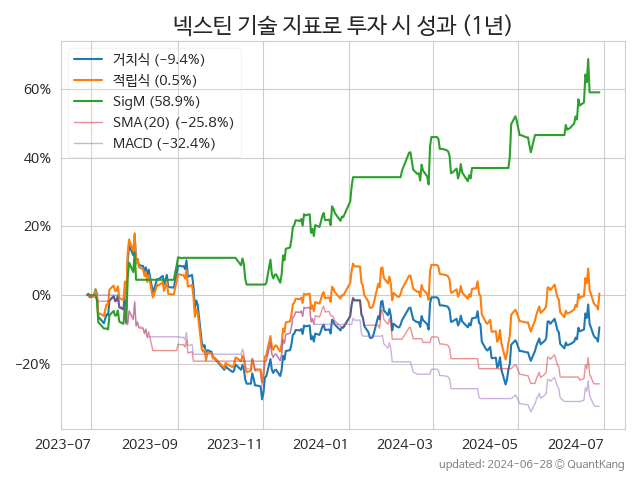 넥스틴 기술 지표로 투자 시 성과 (1년)
거치식 (−9.4%)
적립식 (0.5%)
SigM (58.9%)
SMA(20) (−25.8%)
MACD (−32.4%)
60%
40%
20%
0%
−20%
2023-07 2023-09 2023-11 2024-01 2024-03 2024-05 2024-07
updated: 2024-06-28 © QuantKang